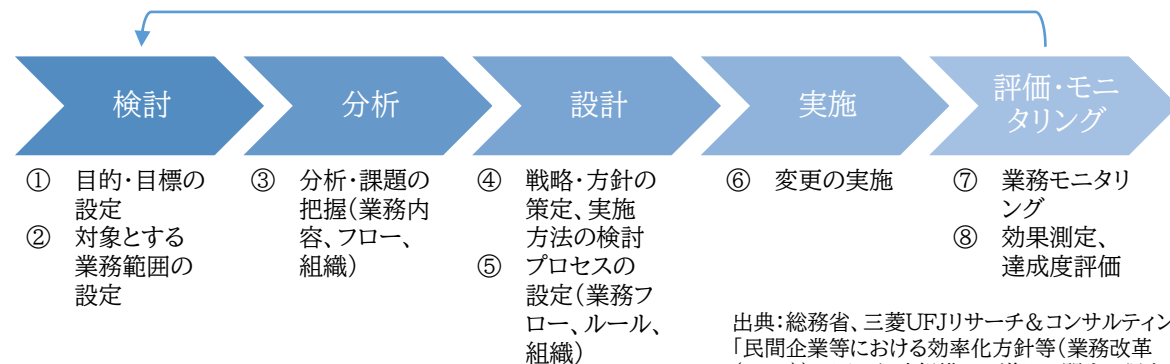 検討
分析
設計
実施
評価・モニ
タリング
① 目的・目標の
設定
② 対象とする
業務範囲の
設定
③ 分析・課題の
把握(業務内
容、フロー、
組織)
④ 戦略・方針の
策定、実施
方法の検討
⑤ プロセスの
設定(業務フ
ロー、ルール、
組織)
⑥ 変更の実施
⑦ 業務モニタリ
ング
⑧ 効果測定、
達成度評価
出典:総務省、三菱UFJリサーチ&コンサルティン
「民間企業等における効率化方針等(業務改革